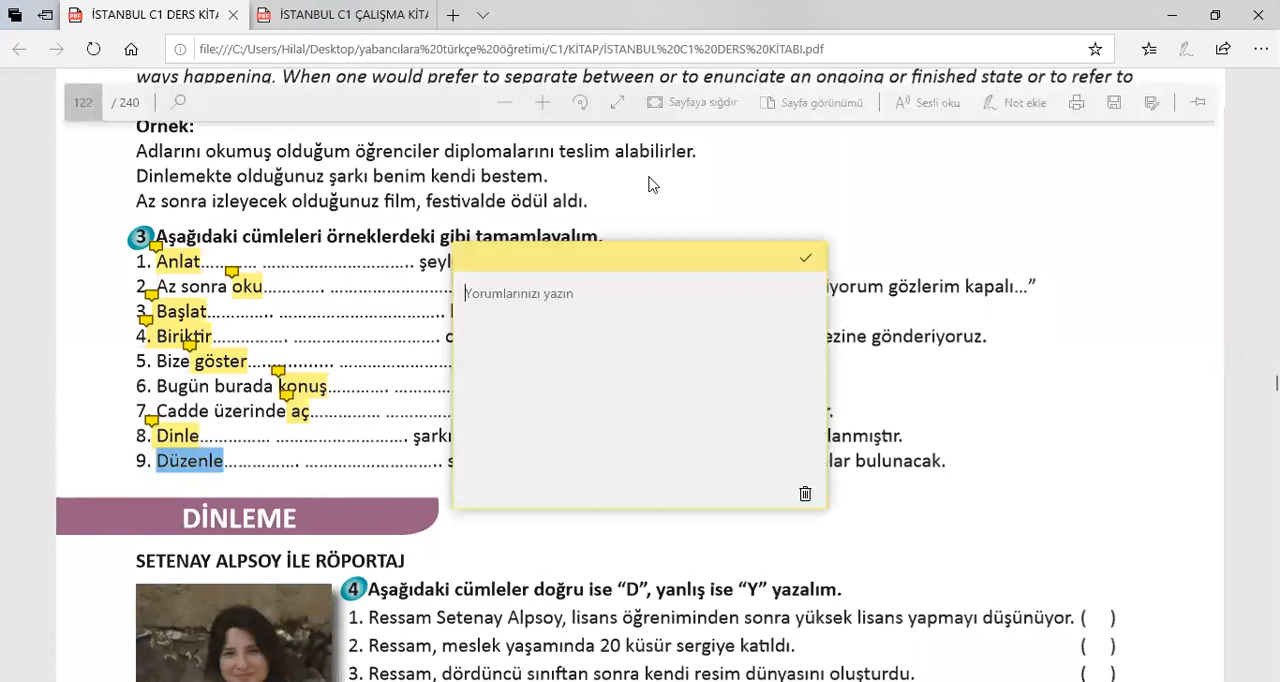 İSTANBUL C1 DERS KİTA
İSTANBUL C1 ÇALIŞMA KİTA
file:///C:/Users/Hilal/Desktop/yabancılara%20türkçe%20öğretimi/C1/KİTAP/İSTANBUL%20C1%20DERS%20KİTABI.pdf
ways happening. When one would prefer to separate between or to enunciate an ongoing or finished state or to refer to
122 / 240 Sayfaya sığdır Sayfa görünümü Sesli oku Not ekle
Örnek:
Adlarını okumuş olduğum öğrenciler diplomalarını teslim alabilirler.
Dinlemekte olduğunuz şarkı benim kendi bestem.
Az sonra izleyecek olduğunuz film, festivalde ödül aldı.
3 Aşağıdaki cümleleri örneklerdeki gibi tamamlayalım.
1. Anlat........ ........................... şeyl
2. Az sonra oku............. ........................... iyorum gözlerim kapalı...”
3. Başlat............. ...........................
4. Biriktir............... ........................... ezine gönderiyoruz.
5. Bize göster................ ...........................
6. Bugün burada konuş............. ............
7. Cadde üzerinde aç............... ............ r.
8. Dinle............... ........................... şarkı lanmıştır.
9. Düzenle............... ........................... s lar bulunacak.
Yorumlarınızı yazın
DİNLEME
SETENAY ALPSOY İLE RÖPORTAJ
4 Aşağıdaki cümleler doğru ise “D”, yanlış ise “Y” yazalım.
1. Ressam Setenay Alpsoy, lisans öğreniminden sonra yüksek lisans yapmayı düşünüyor. ( )
2. Ressam, meslek yaşamında 20 küsür sergiye katıldı. ( )
3. Ressam, dördüncü sınıftan sonra kendi resim dünyasını oluşturdu. ( )